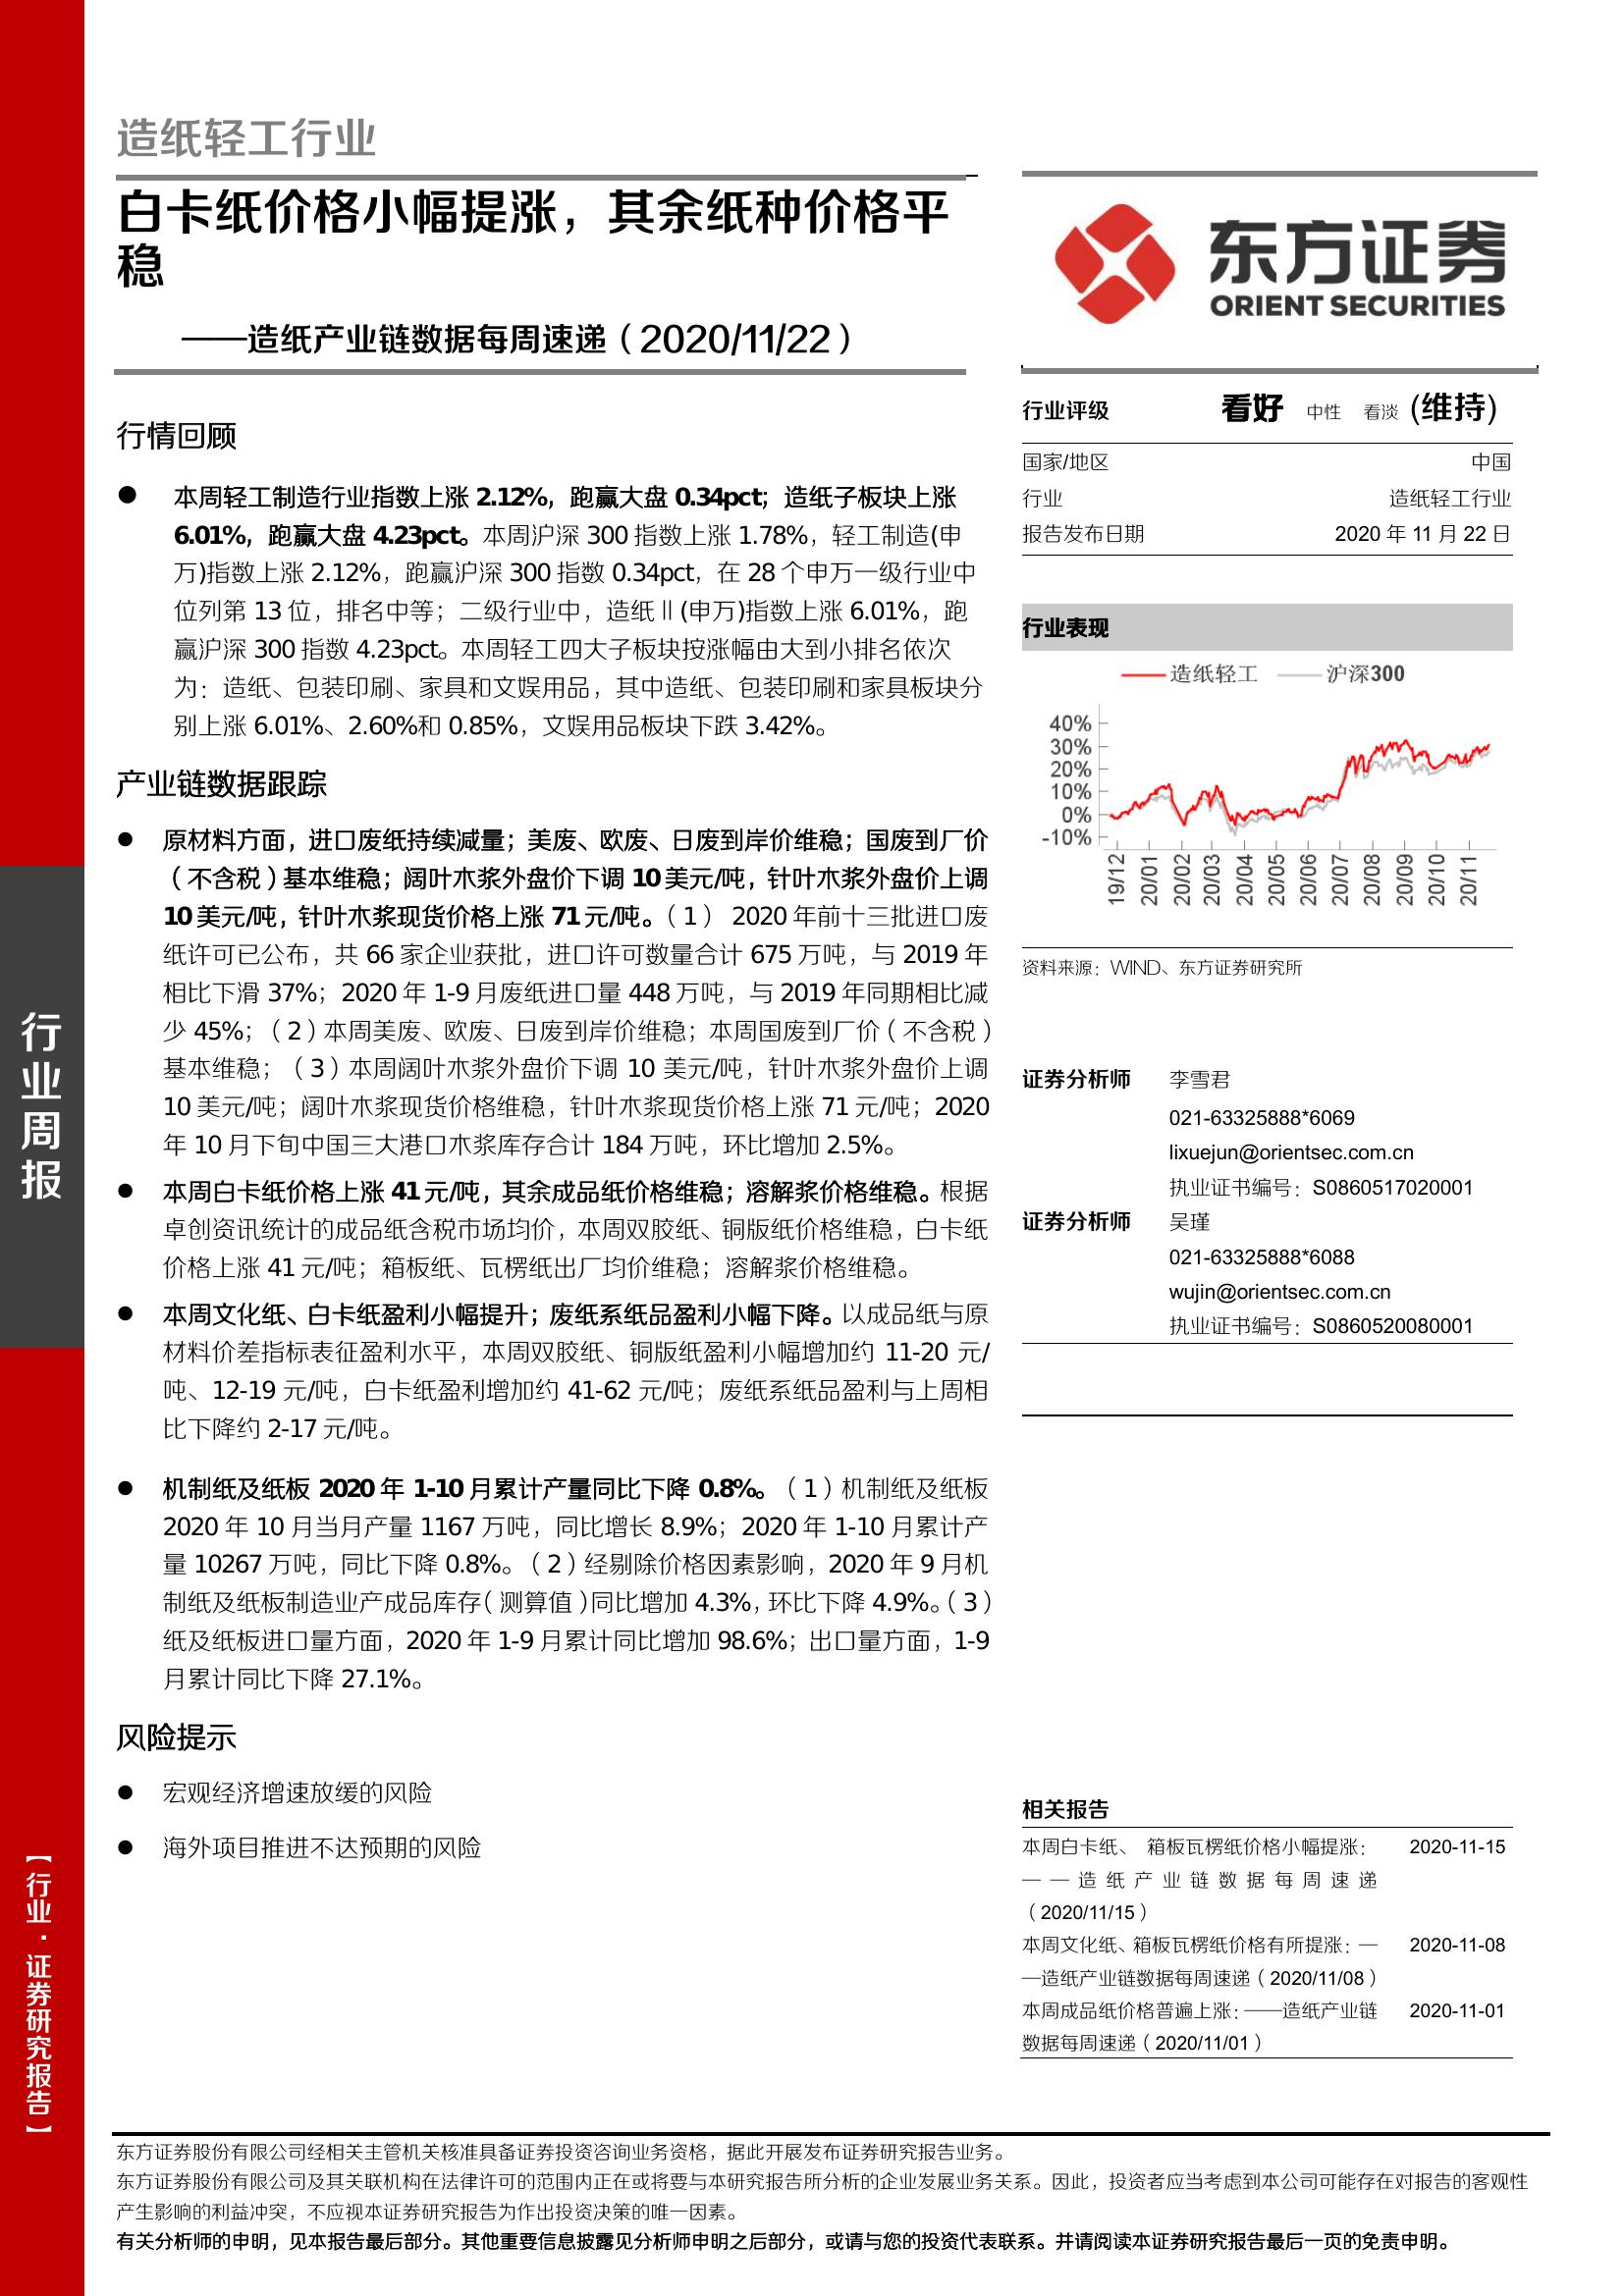 造纸轻工行业
白卡纸价格小幅提涨，其余纸种价格平
稳
——造纸产业链数据每周速递（2020/11/22）
行情回顾
● 本周轻工制造行业指数上涨 2.12%，跑赢大盘 0.34pct；造纸子板块上涨
6.01%，跑赢大盘 4.23pct。本周沪深 300 指数上涨 1.78%，轻工制造(申
万)指数上涨 2.12%，跑赢沪深 300 指数 0.34pct，在 28 个申万一级行业中
位列第 13 位，排名中等；二级行业中，造纸Ⅱ(申万)指数上涨 6.01%，跑
赢沪深 300 指数 4.23pct。本周轻工四大子板块按涨幅由大到小排名依次
为：造纸、包装印刷、家具和文娱用品，其中造纸、包装印刷和家具板块分
别上涨 6.01%、2.60%和 0.85%，文娱用品板块下跌 3.42%。
产业链数据跟踪
● 原材料方面，进口废纸持续减量；美废、欧废、日废到岸价维稳；国废到厂价
（不含税）基本维稳；阔叶木浆外盘价下调 10 美元/吨，针叶木浆外盘价上调
10 美元/吨，针叶木浆现货价格上涨 71 元/吨。（1） 2020 年前十三批进口废
纸许可已公布，共 66 家企业获批，进口许可数量合计 675 万吨，与 2019 年
相比下滑 37%；2020 年 1-9 月废纸进口量 448 万吨，与 2019 年同期相比减
少 45%；（2）本周美废、欧废、日废到岸价维稳；本周国废到厂价（不含税）
基本维稳；（3）本周阔叶木浆外盘价下调 10 美元/吨，针叶木浆外盘价上调
10 美元/吨；阔叶木浆现货价格维稳，针叶木浆现货价格上涨 71 元/吨；2020
年 10 月下旬中国三大港口木浆库存合计 184 万吨，环比增加 2.5%。
● 本周白卡纸价格上涨 41 元/吨，其余成品纸价格维稳；溶解浆价格维稳。根据
卓创资讯统计的成品纸含税市场均价，本周双胶纸、铜版纸价格维稳，白卡纸
价格上涨 41 元/吨；箱板纸、瓦楞纸出厂均价维稳；溶解浆价格维稳。
● 本周文化纸、白卡纸盈利小幅提升；废纸系纸品盈利小幅下降。以成品纸与原
材料价差指标表征盈利水平，本周双胶纸、铜版纸盈利小幅增加约 11-20 元/
吨、12-19 元/吨，白卡纸盈利增加约 41-62 元/吨；废纸系纸品盈利与上周相
比下降约 2-17 元/吨。
● 机制纸及纸板 2020 年 1-10 月累计产量同比下降 0.8%。（1）机制纸及纸板
2020 年 10 月当月产量 1167 万吨，同比增长 8.9%；2020 年 1-10 月累计产
量 10267 万吨，同比下降 0.8%。（2）经剔除价格因素影响，2020 年 9 月机
制纸及纸板制造业产成品库存（测算值）同比增加 4.3%，环比下降 4.9%。（3）
纸及纸板进口量方面，2020 年 1-9 月累计同比增加 98.6%；出口量方面，1-9
月累计同比下降 27.1%。
风险提示
● 宏观经济增速放缓的风险
● 海外项目推进不达预期的风险
东方证券
ORIENT SECURITIES
行业评级 看好 中性 看淡 (维持)
国家/地区 中国
行业 造纸轻工行业
报告发布日期 2020 年 11 月 22 日
行业表现
造纸轻工 沪深300
40%
30%
20%
10%
0%
-10%
19/12 20/01 20/02 20/03 20/04 20/05 20/06 20/07 20/08 20/09 20/10 20/11
资料来源：WIND、东方证券研究所
证券分析师 李雪君
021-63325888*6069
lixuejun@orientsec.com.cn
执业证书编号：S0860517020001
证券分析师 吴瑾
021-63325888*6088
wujin@orientsec.com.cn
执业证书编号：S0860520080001
相关报告
本周白卡纸、 箱板瓦楞纸价格小幅提涨： 2020-11-15
——造纸产业链数据每周速递
（2020/11/15）
本周文化纸、箱板瓦楞纸价格有所提涨：— 2020-11-08
—造纸产业链数据每周速递（2020/11/08）
本周成品纸价格普遍上涨：——造纸产业链 2020-11-01
数据每周速递（2020/11/01）
行业周报
【行业·证券研究报告】
东方证券股份有限公司经相关主管机关核准具备证券投资咨询业务资格，据此开展发布证券研究报告业务。
东方证券股份有限公司及其关联机构在法律许可的范围内正在或将要与本研究报告所分析的企业发展业务关系。因此，投资者应当考虑到本公司可能存在对报告的客观性
产生影响的利益冲突，不应视本证券研究报告为作出投资决策的唯一因素。
有关分析师的申明，见本报告最后部分。其他重要信息披露见分析师申明之后部分，或请与您的投资代表联系。并请阅读本证券研究报告最后一页的免责申明。